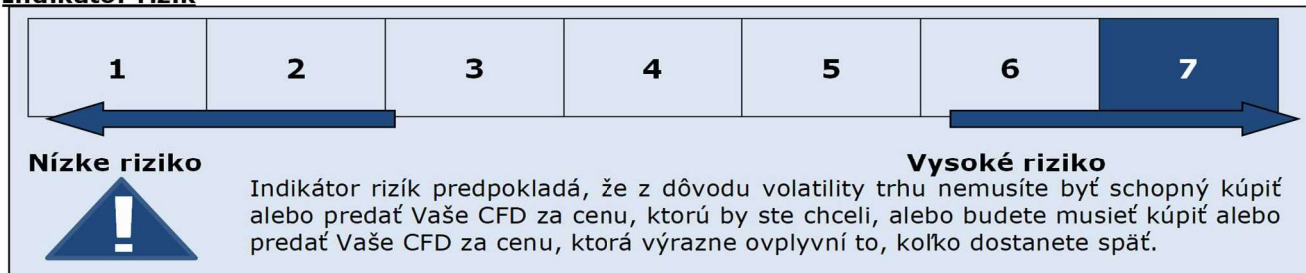 Indikátor rizík
1 2 3 4 5 6 7
Nízke riziko Vysoké riziko
!
Indikátor rizík predpokladá, že z dôvodu volatility trhu nemusíte byť schopný kúpiť
alebo predať Vaše CFD za cenu, ktorú by ste chceli, alebo budete musieť kúpiť alebo
predať Vaše CFD za cenu, ktorá výrazne ovplyvní to, koľko dostanete späť.